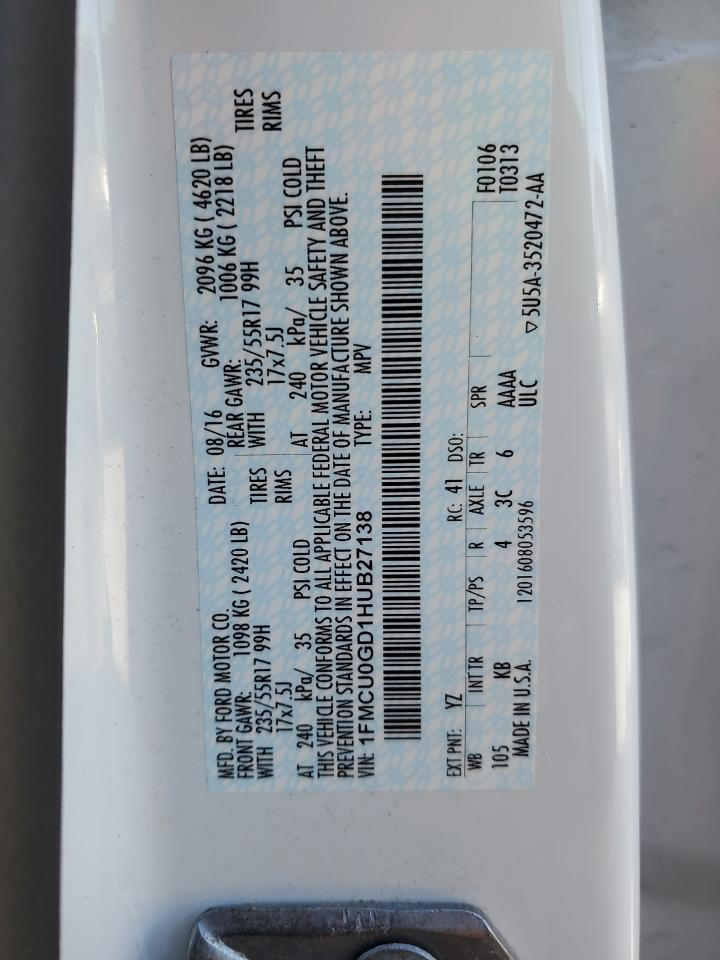 MFD. BY FORD MOTOR CO. DATE: 08/16 GVWR: 2096 KG ( 4620 LB)
FRONT GAWR: 1098 KG ( 2420 LB) REAR GAWR: 1006 KG ( 2218 LB)
WITH 235/55R17 99H TIRES WITH 235/55R17 99H TIRES
17x7.5J RIMS 17x7.5J RIMS
AT 240 kPa/ 35 PSI COLD AT 240 kPa/ 35 PSI COLD
THIS VEHICLE CONFORMS TO ALL APPLICABLE FEDERAL MOTOR VEHICLE SAFETY AND THEFT
PREVENTION STANDARDS IN EFFECT ON THE DATE OF MANUFACTURE SHOWN ABOVE.
VIN: 1FMCU0GD1HUB27138 TYPE: MPV
EXT PNT: YZ RC: 41 DSO: F0106
WB INT TR TP/PS R AXLE TR SPR T0313
105 KB 4 3C 6 AAAA
MADE IN U.S.A. 1201608053596 ULC ▽5U5A-3520472-AA